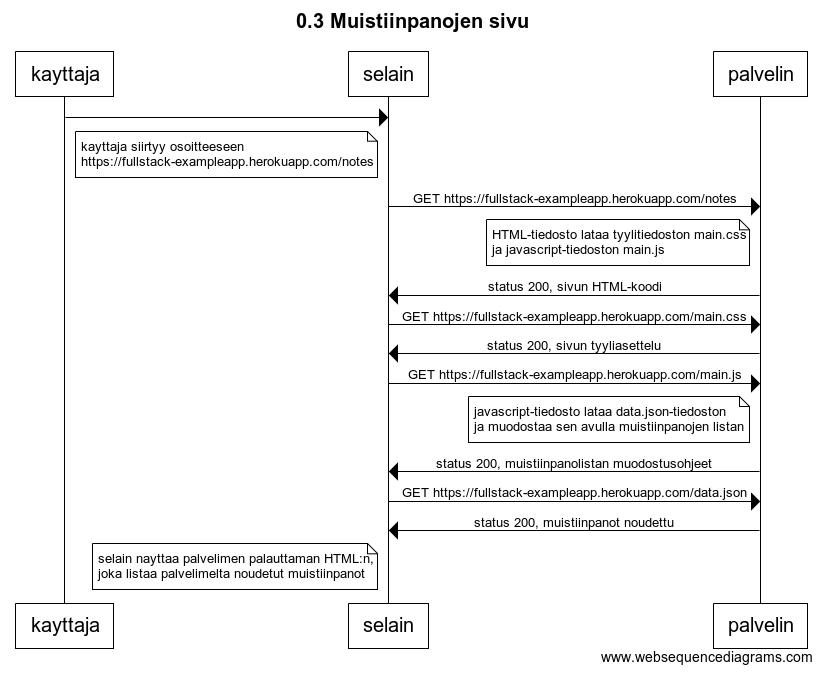 0.3 Muistiinpanojen sivu
kayttaja
selain
palvelin
kayttaja siirtyy osoitteeseen
https://fullstack-exampleapp.herokuapp.com/notes
GET https://fullstack-exampleapp.herokuapp.com/notes
HTML-tiedosto lataa tyylitiedoston main.css
ja javascript-tiedoston main.js
status 200, sivun HTML-koodi
GET https://fullstack-exampleapp.herokuapp.com/main.css
status 200, sivun tyyliasettelu
GET https://fullstack-exampleapp.herokuapp.com/main.js
javascript-tiedosto lataa data.json-tiedoston
ja muodostaa sen avulla muistiinpanojen listan
status 200, muistiinpanolistan muodostusohjeet
GET https://fullstack-exampleapp.herokuapp.com/data.json
status 200, muistiinpanot noudettu
selain nayttaa palvelimen palauttaman HTML:n,
joka listaa palvelimelta noudetut muistiinpanot
kayttaja
selain
palvelin
www.websequencediagrams.com